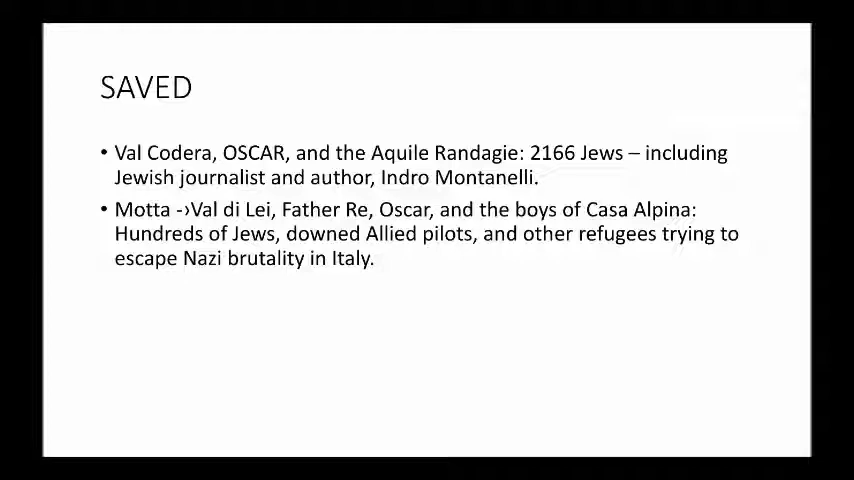 SAVED
• Val Codera, OSCAR, and the Aquile Randagie: 2166 Jews – including
Jewish journalist and author, Indro Montanelli.
• Motta -›Val di Lei, Father Re, Oscar, and the boys of Casa Alpina:
Hundreds of Jews, downed Allied pilots, and other refugees trying to
escape Nazi brutality in Italy.